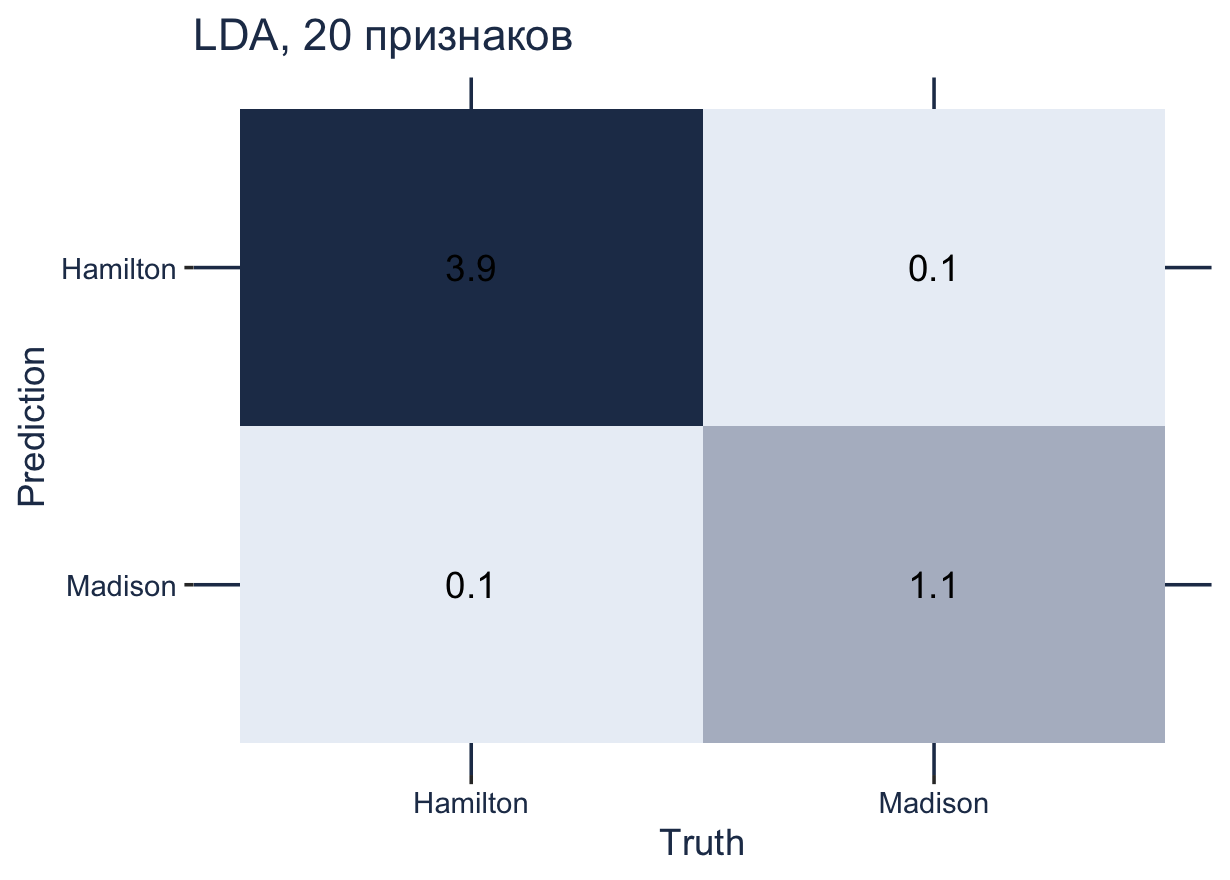 LDA, 20 признаков
Hamilton
3.9
0.1
Prediction
Madison
0.1
1.1
Hamilton
Madison
Truth